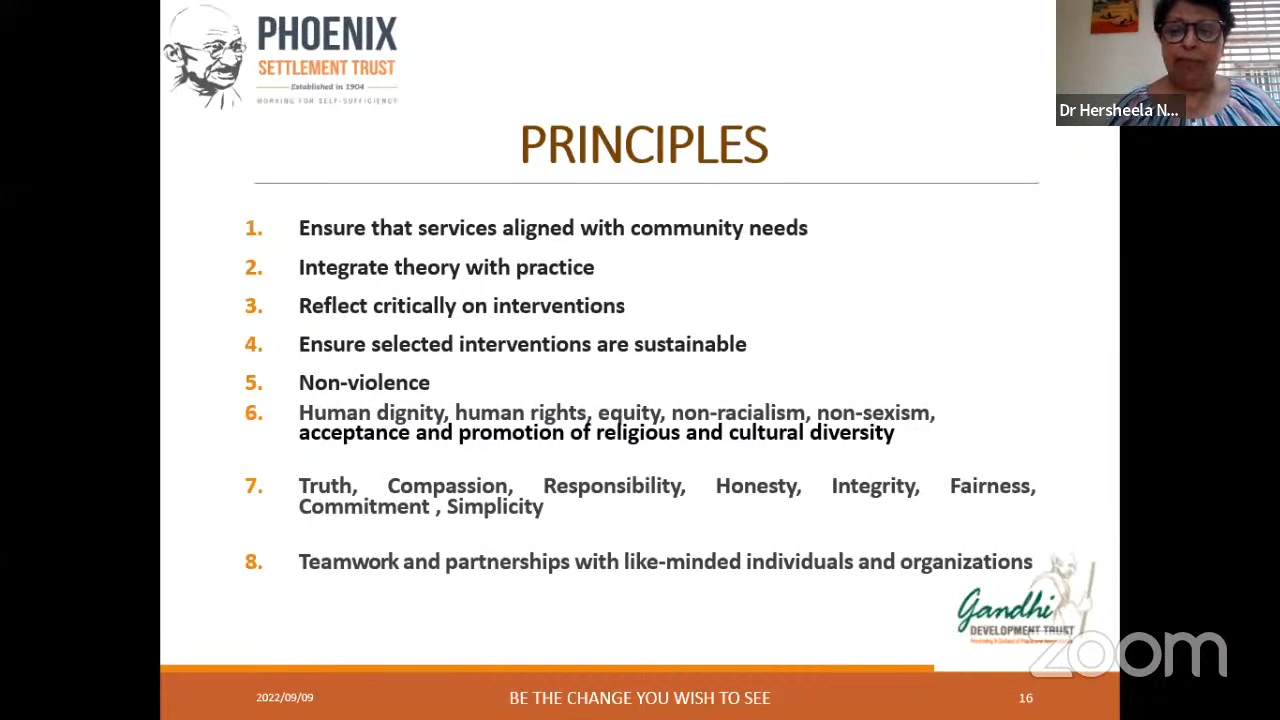 PHOENIX
SETTLEMENT TRUST
Established in 1904
WORKING FOR SELF-SUFFICIENCY
Dr Hersheela N...
PRINCIPLES
1. Ensure that services aligned with community needs
2. Integrate theory with practice
3. Reflect critically on interventions
4. Ensure selected interventions are sustainable
5. Non-violence
6. Human dignity, human rights, equity, non-racialism, non-sexism,
acceptance and promotion of religious and cultural diversity
7. Truth, Compassion, Responsibility, Honesty, Integrity, Fairness,
Commitment , Simplicity
8. Teamwork and partnerships with like-minded individuals and organizations
Gandhi
DEVELOPMENT TRUST
zoom
2022/09/09
BE THE CHANGE YOU WISH TO SEE
16